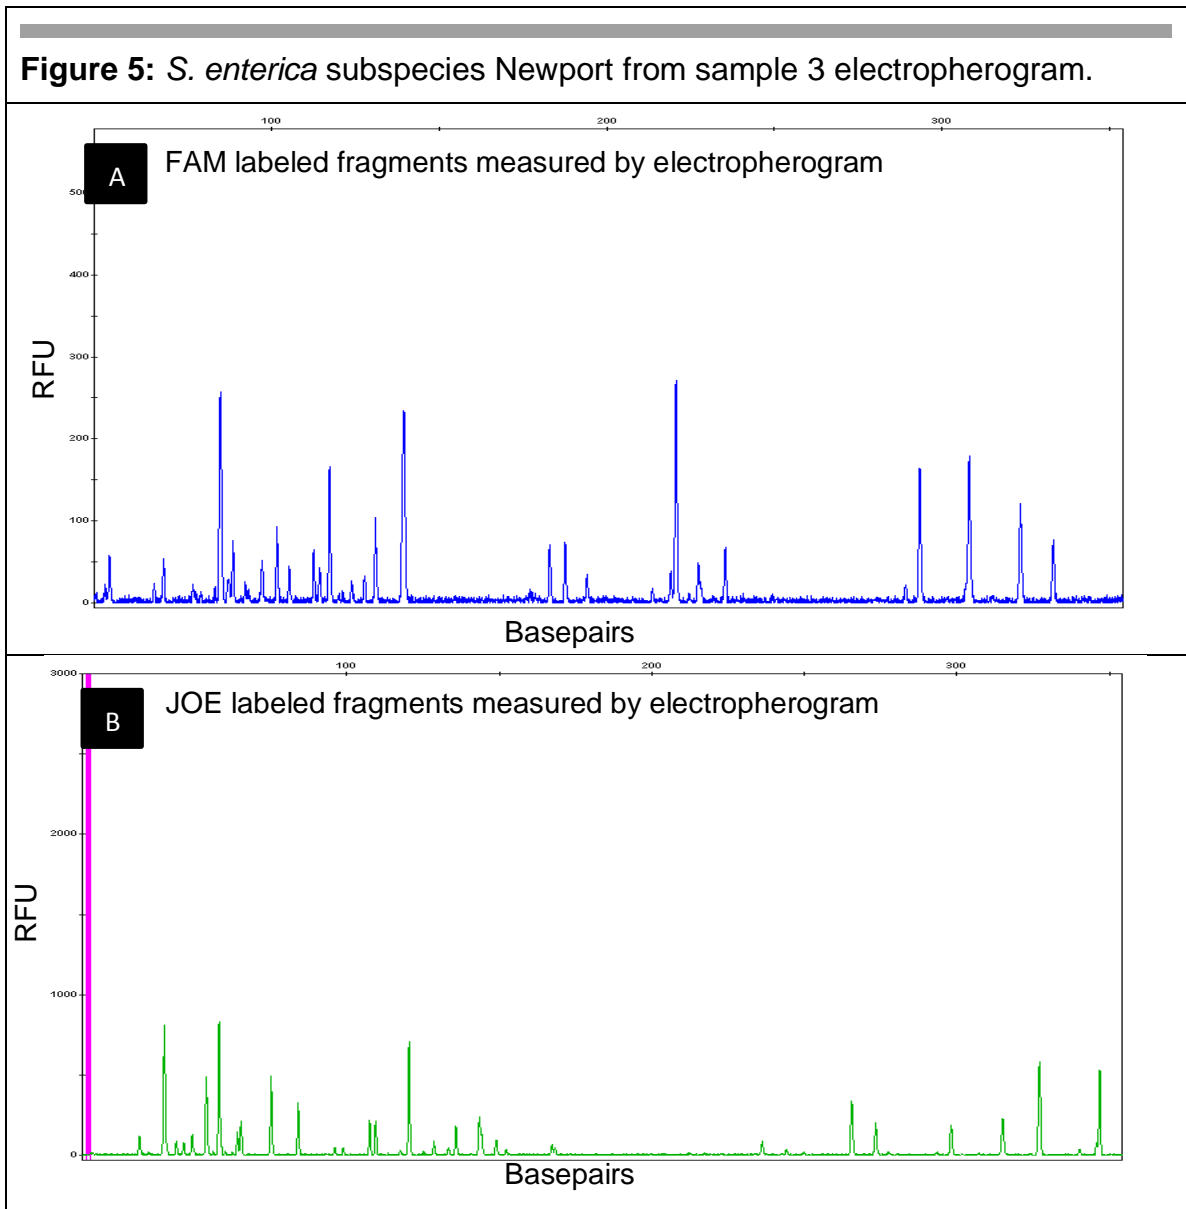 Figure 5: S. enterica subspecies Newport from sample 3 electropherogram.
100 200 300
A FAM labeled fragments measured by electropherogram
500
400
300
200
100
0
RFU
Basepairs
100 200 300
3000
B JOE labeled fragments measured by electropherogram
2000
1000
0
RFU
Basepairs